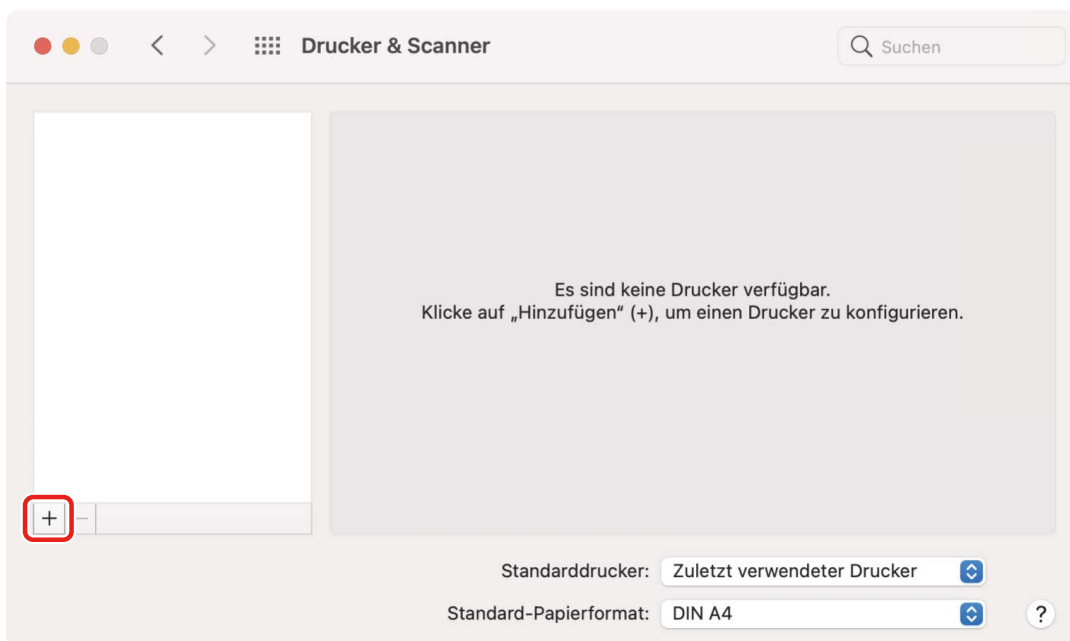 Drucker & Scanner
Suchen
Es sind keine Drucker verfügbar.
Klicke auf „Hinzufügen“ (+), um einen Drucker zu konfigurieren.
+ −
Standarddrucker: Zuletzt verwendeter Drucker
Standard-Papierformat: DIN A4
?